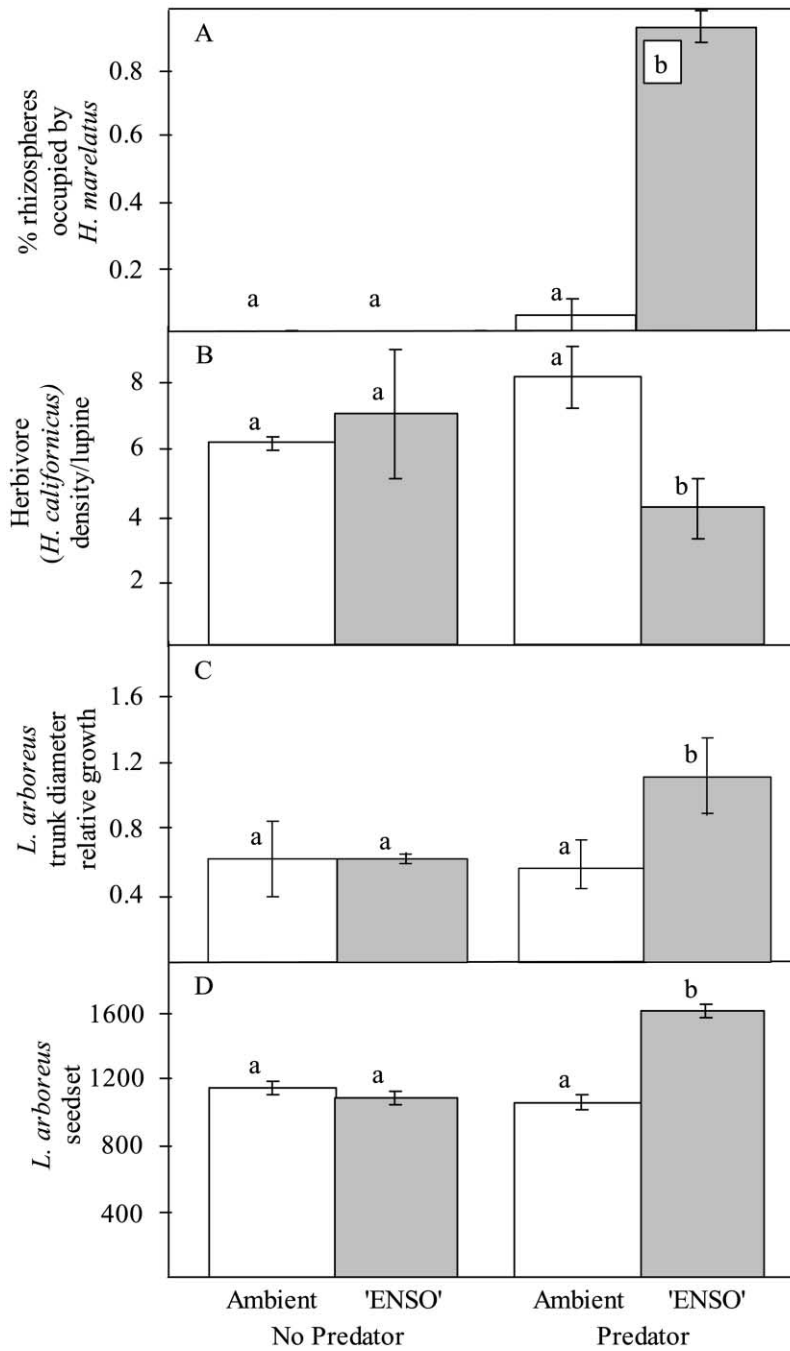 A
% rhizospheres
occupied by
H. marelatus
0.8
0.6
0.4
0.2
a
a
a
b
B
Herbivore
(H. californicus)
density/lupine
8
6
4
2
a
a
a
b
C
L. arboreus
trunk diameter
relative growth
1.6
1.2
0.8
0.4
a
a
a
b
D
L. arboreus
seedset
1600
1200
800
400
a
a
a
b
Ambient 'ENSO' Ambient 'ENSO'
No Predator Predator